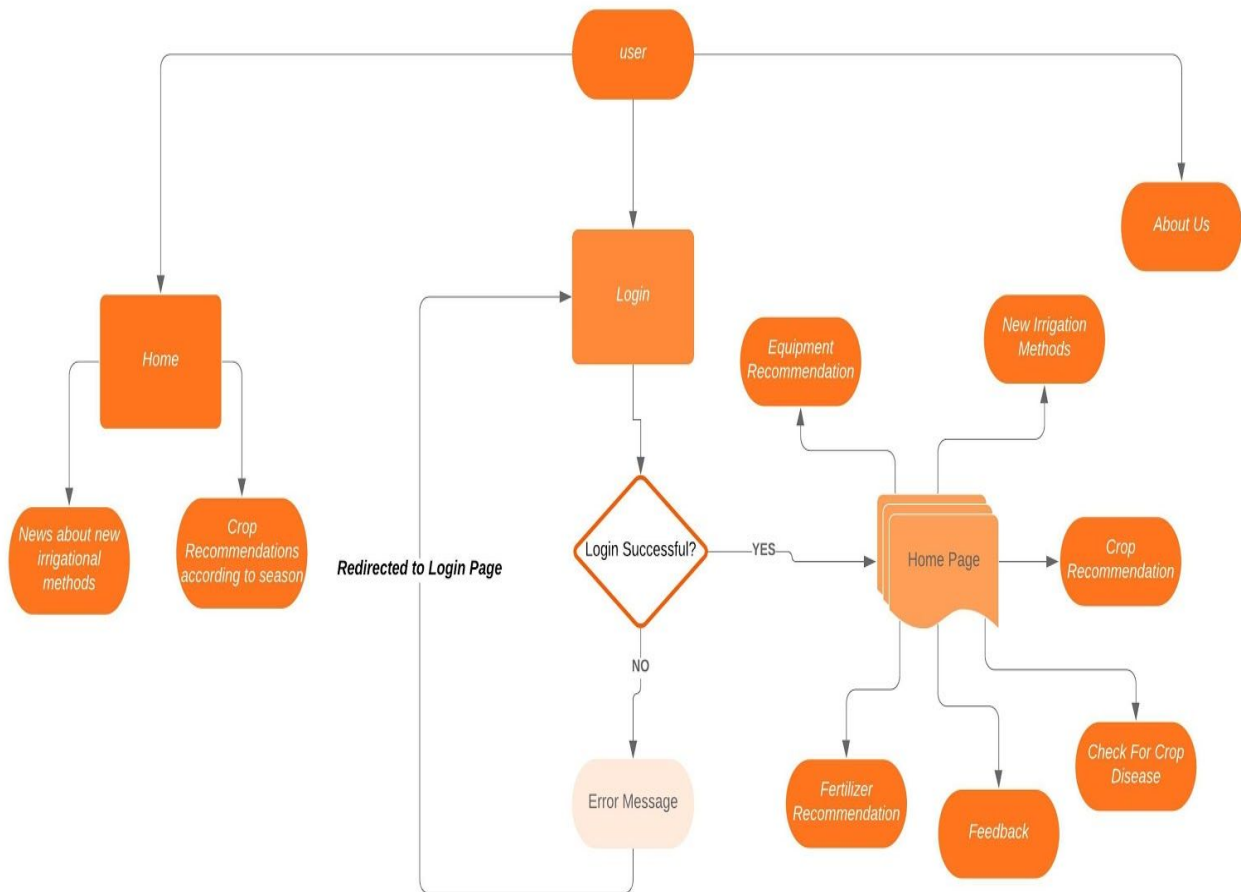 user
About Us
Login
Home
Equipment
Recommendation
New Irrigation
Methods
News about new
irrigational
methods
Crop
Recommendations
according to season
Redirected to Login Page
Login Successful?
YES
Home Page
Crop
Recommendation
NO
Error Message
Fertilizer
Recommendation
Feedback
Check For Crop
Disease